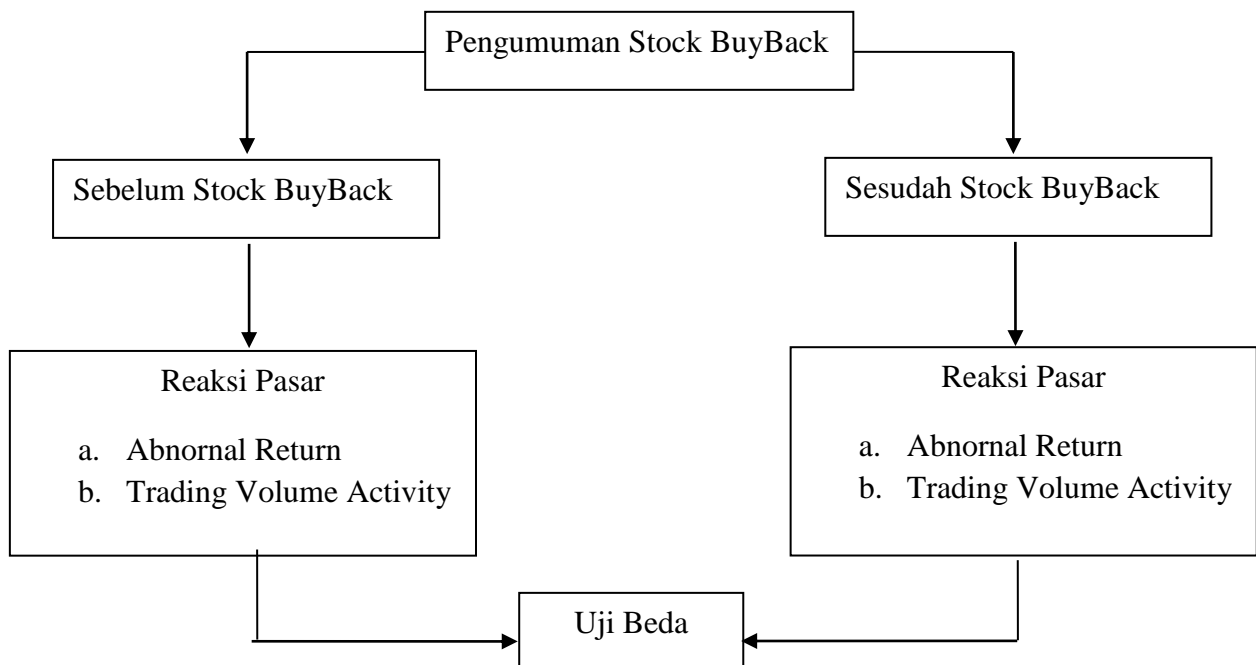 Pengumuman Stock BuyBack
Sebelum Stock BuyBack
Sesudah Stock BuyBack
Reaksi Pasar
a. Abnornal Return
b. Trading Volume Activity
Reaksi Pasar
a. Abnornal Return
b. Trading Volume Activity
Uji Beda